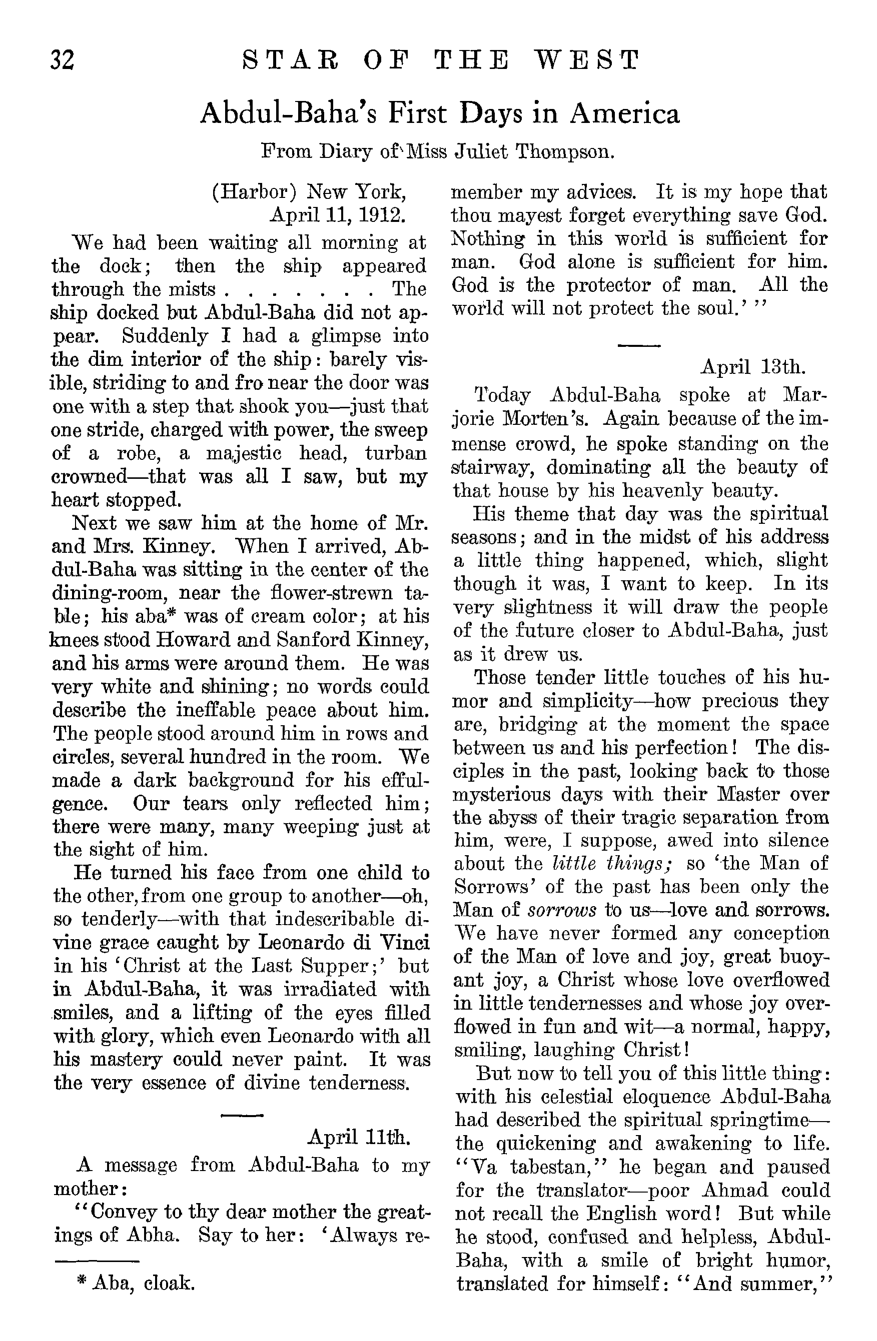 32
STAR OF THE WEST
Abdul-Baha's First Days in America
From Diary of Miss Juliet Thompson.
(Harbor) New York,
April 11, 1912.
We had been waiting all morning at
the dock; then the ship appeared
through the mists . . . . . . . The
ship docked but Abdul-Baha did not ap-
pear. Suddenly I had a glimpse into
the dim interior of the ship: barely vis-
ible, striding to and fro near the door was
one with a step that shook you—just that
one stride, charged with power, the sweep
of a robe, a majestic head, turban
crowned—that was all I saw, but my
heart stopped.
Next we saw him at the home of Mr.
and Mrs. Kinney. When I arrived, Ab-
dul-Baha was sitting in the center of the
dining-room, near the flower-strewn ta-
ble; his aba* was of cream color; at his
knees stood Howard and Sanford Kinney,
and his arms were around them. He was
very white and shining; no words could
describe the ineffable peace about him.
The people stood around him in rows and
circles, several hundred in the room. We
made a dark background for his efful-
gence. Our tears only reflected him;
there were many, many weeping just at
the sight of him.
He turned his face from one child to
the other, from one group to another—oh,
so tenderly—with that indescribable di-
vine grace caught by Leonardo di Vinci
in his 'Christ at the Last Supper;' but
in Abdul-Baha, it was irradiated with
smiles, and a lifting of the eyes filled
with glory, which even Leonardo with all
his mastery could never paint. It was
the very essence of divine tenderness.
April 11th.
A message from Abdul-Baha to my
mother:
"Convey to thy dear mother the great-
ings of Abha. Say to her: 'Always re-
* Aba, cloak.
member my advices. It is my hope that
thou mayest forget everything save God.
Nothing in this world is sufficient for
man. God alone is sufficient for him.
God is the protector of man. All the
world will not protect the soul.' "
April 13th.
Today Abdul-Baha spoke at Mar-
jorie Morten's. Again because of the im-
mense crowd, he spoke standing on the
stairway, dominating all the beauty of
that house by his heavenly beauty.
His theme that day was the spiritual
seasons; and in the midst of his address
a little thing happened, which, slight
though it was, I want to keep. In its
very slightness it will draw the people
of the future closer to Abdul-Baha, just
as it drew us.
Those tender little touches of his hu-
mor and simplicity—how precious they
are, bridging at the moment the space
between us and his perfection! The dis-
ciples in the past, looking back to those
mysterious days with their Master over
the abyss of their tragic separation from
him, were, I suppose, awed into silence
about the little things; so 'the Man of
Sorrows' of the past has been only the
Man of sorrows to us—love and sorrows.
We have never formed any conception
of the Man of love and joy, great buoy-
ant joy, a Christ whose love overflowed
in little tendernesses and whose joy over-
flowed in fun and wit—a normal, happy,
smiling, laughing Christ!
But now to tell you of this little thing:
with his celestial eloquence Abdul-Baha
had described the spiritual springtime—
the quickening and awakening to life.
"Va tabestan," he began and paused
for the translator—poor Ahmad could
not recall the English word! But while
he stood, confused and helpless, Abdul-
Baha, with a smile of bright humor,
translated for himself: "And summer,"